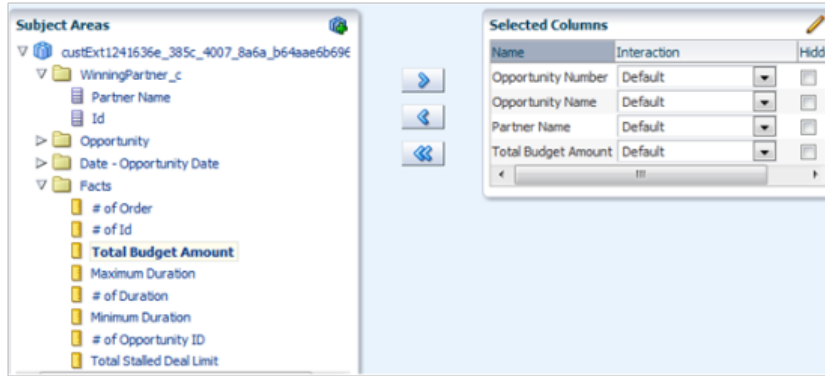 Subject Areas
custExt1241636e_385c_4007_8a6a_b64aae6b696
WinningPartner_c
Partner Name
Id
Opportunity
Date - Opportunity Date
Facts
# of Order
# of Id
Total Budget Amount
Maximum Duration
# of Duration
Minimum Duration
# of Opportunity ID
Total Stalled Deal Limit
Selected Columns
Name Interaction Hidd
Opportunity Number Default
Opportunity Name Default
Partner Name Default
Total Budget Amount Default